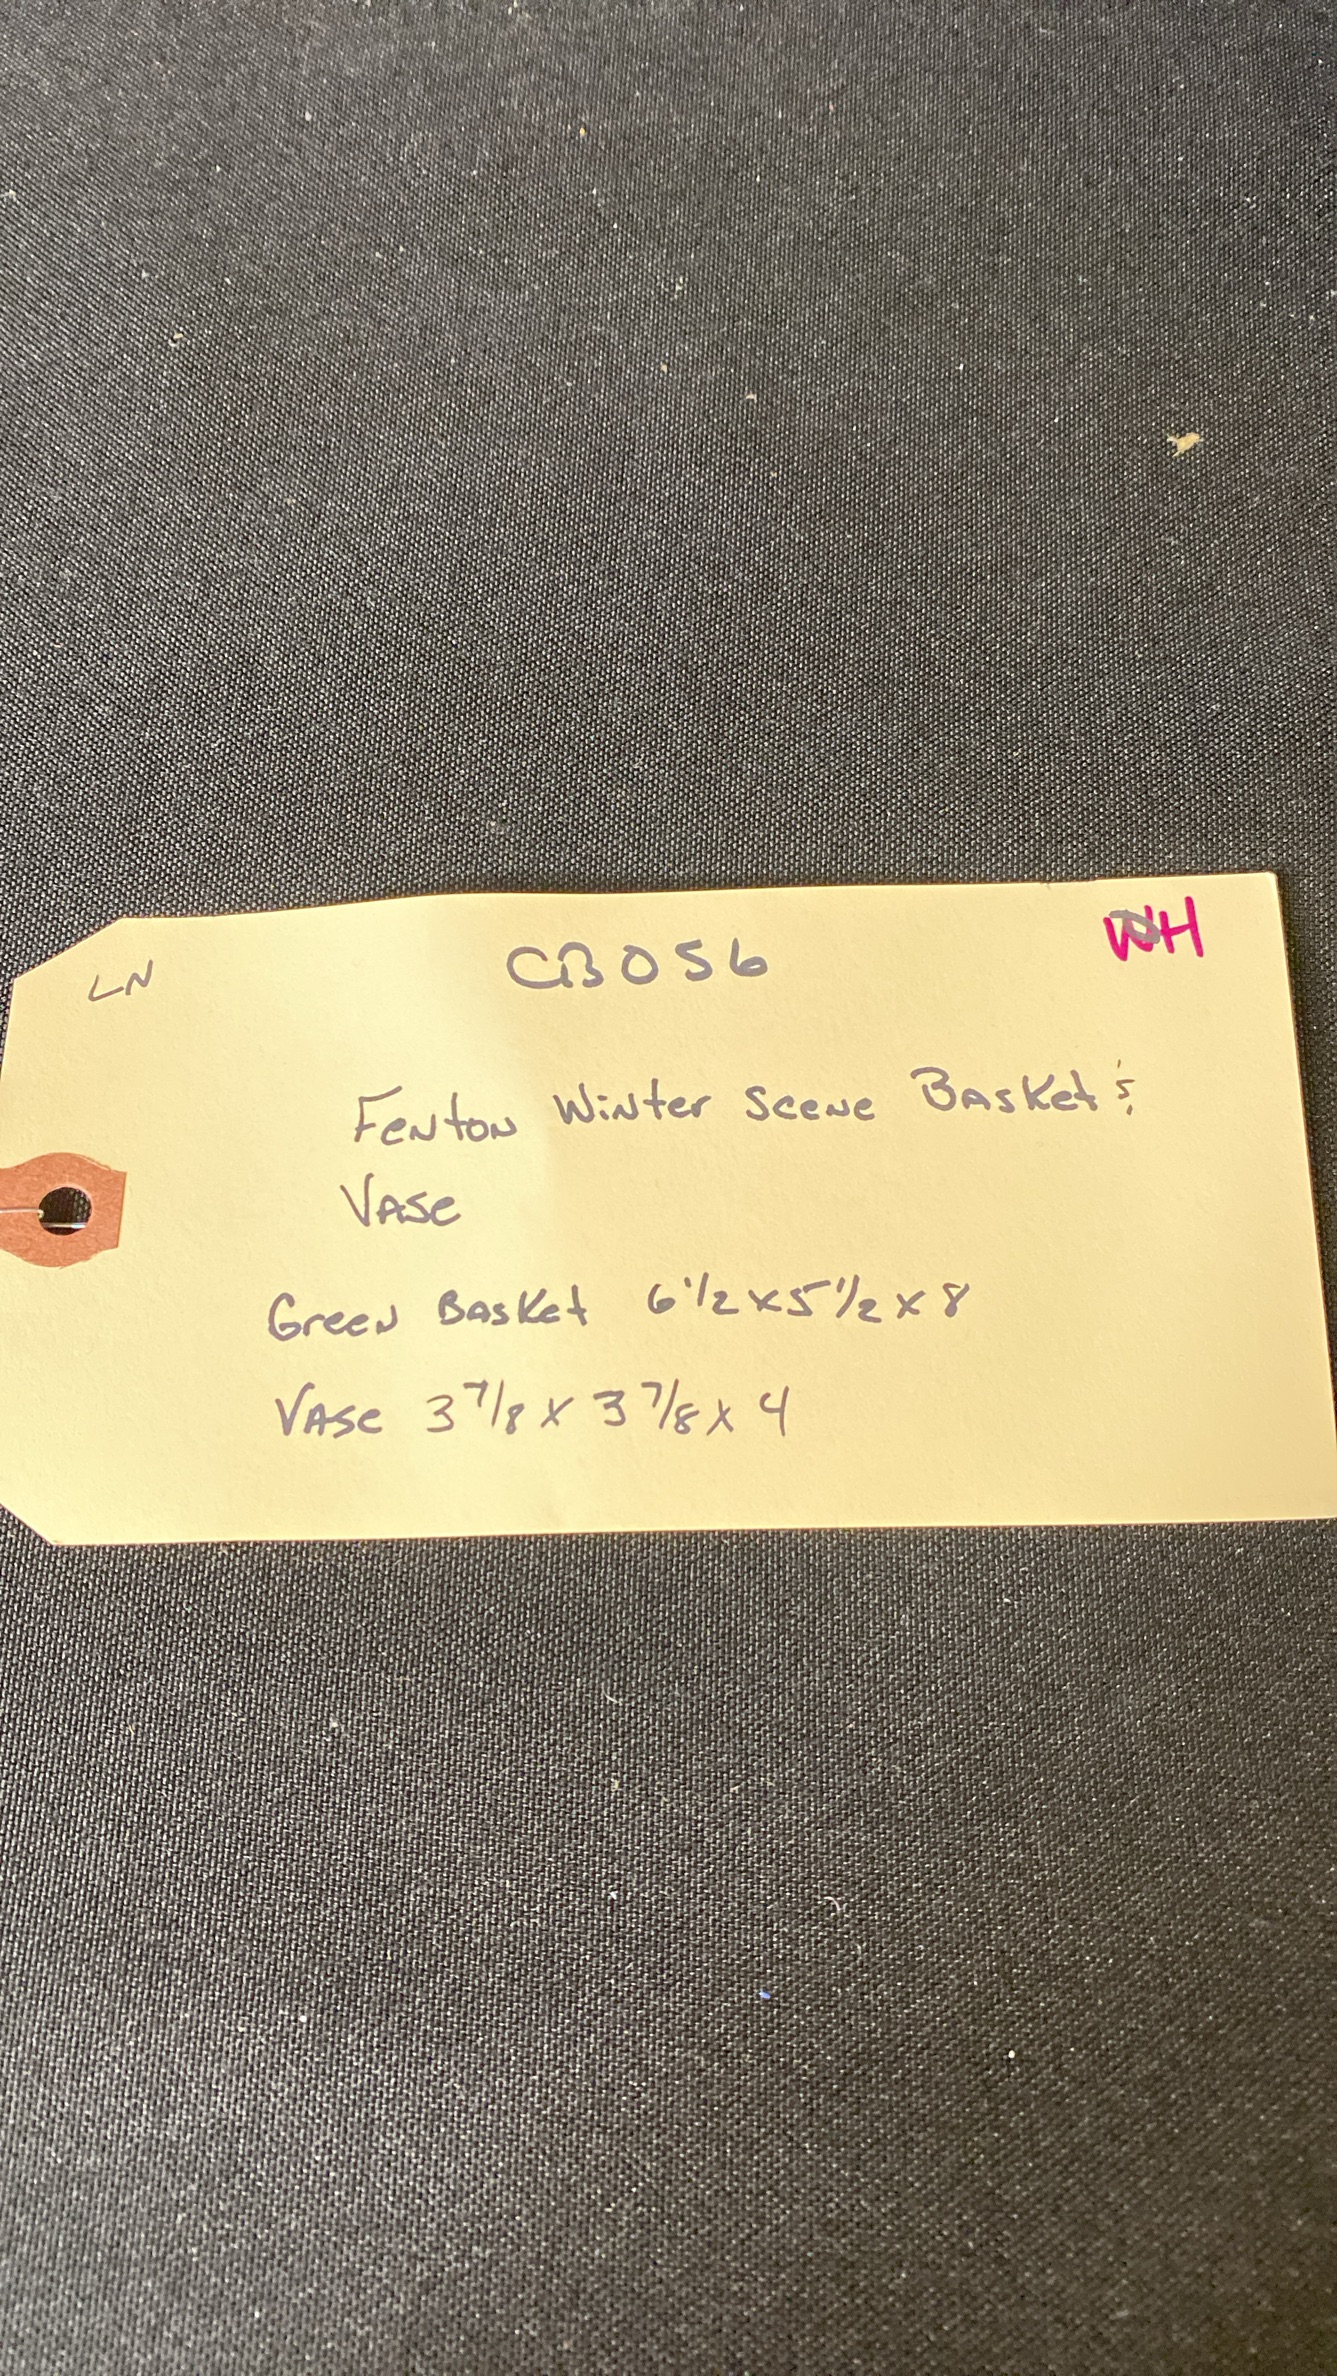 LN
CB056
WH
Fenton Winter Scene Basket &
Vase
Green Basket 6 1/2 x 5 1/2 x 8
Vase 3 7/8 x 3 7/8 x 4